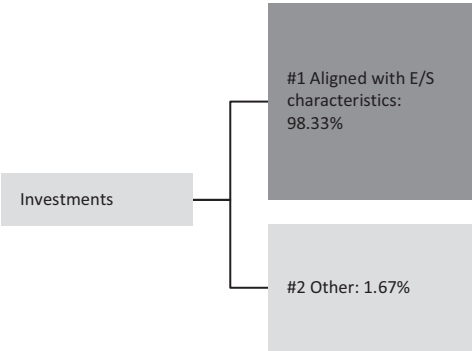 #1 Aligned with E/S
characteristics:
98.33%
Investments
#2 Other: 1.67%